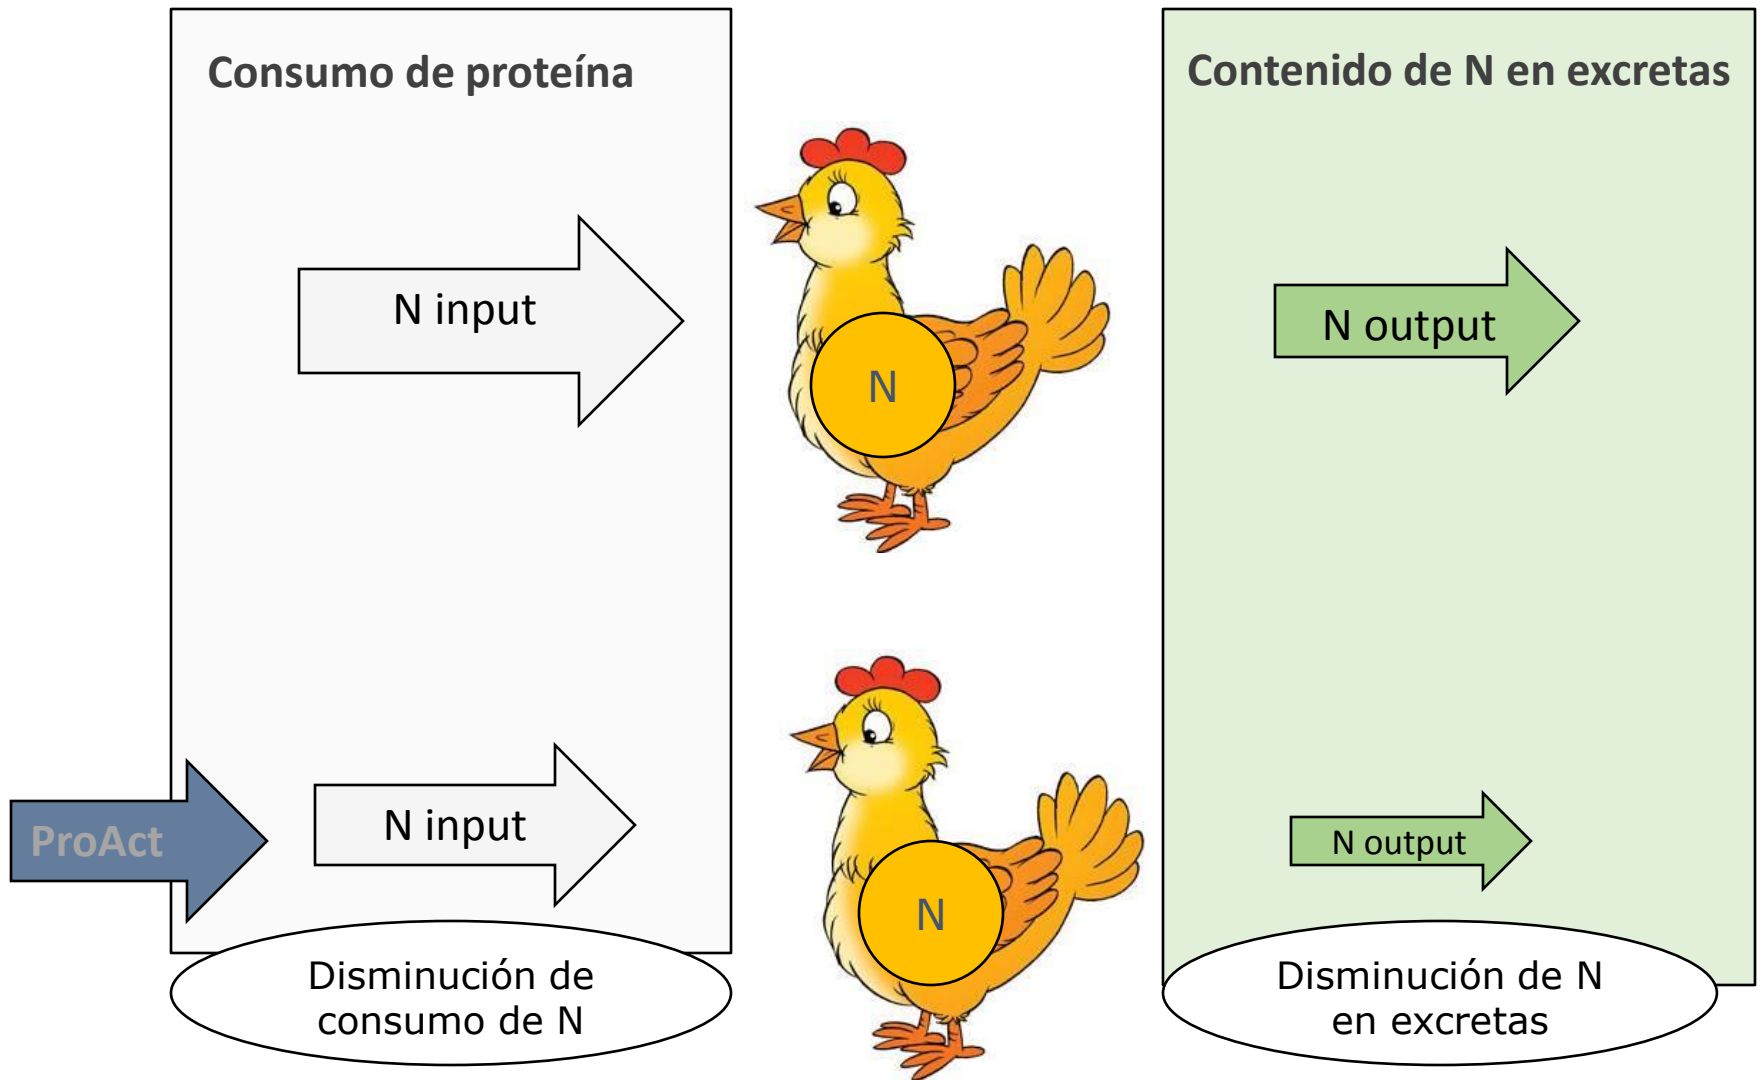 Consumo de proteína
Contenido de N en excretas
N input
N
N output
ProAct
N input
N
N output
Disminución de
consumo de N
Disminución de N
en excretas